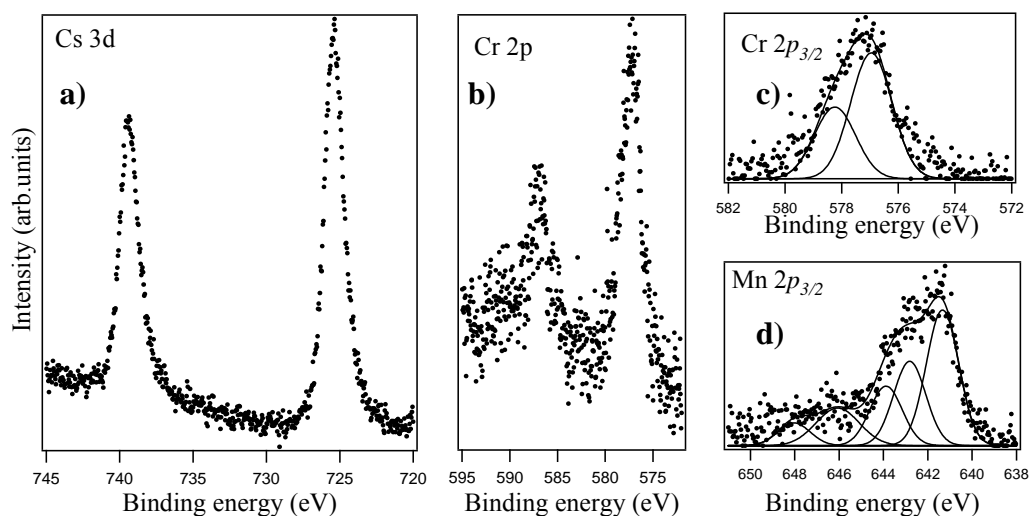 Intensity (arb.units)
Cs 3d
a)
745 740 735 730 725 720
Binding energy (eV)
Cr 2p
b)
595 590 585 580 575
Binding energy (eV)
Cr 2p3/2
c)
582 580 578 576 574 572
Binding energy (eV)
Mn 2p3/2
d)
650 648 646 644 642 640 638
Binding energy (eV)